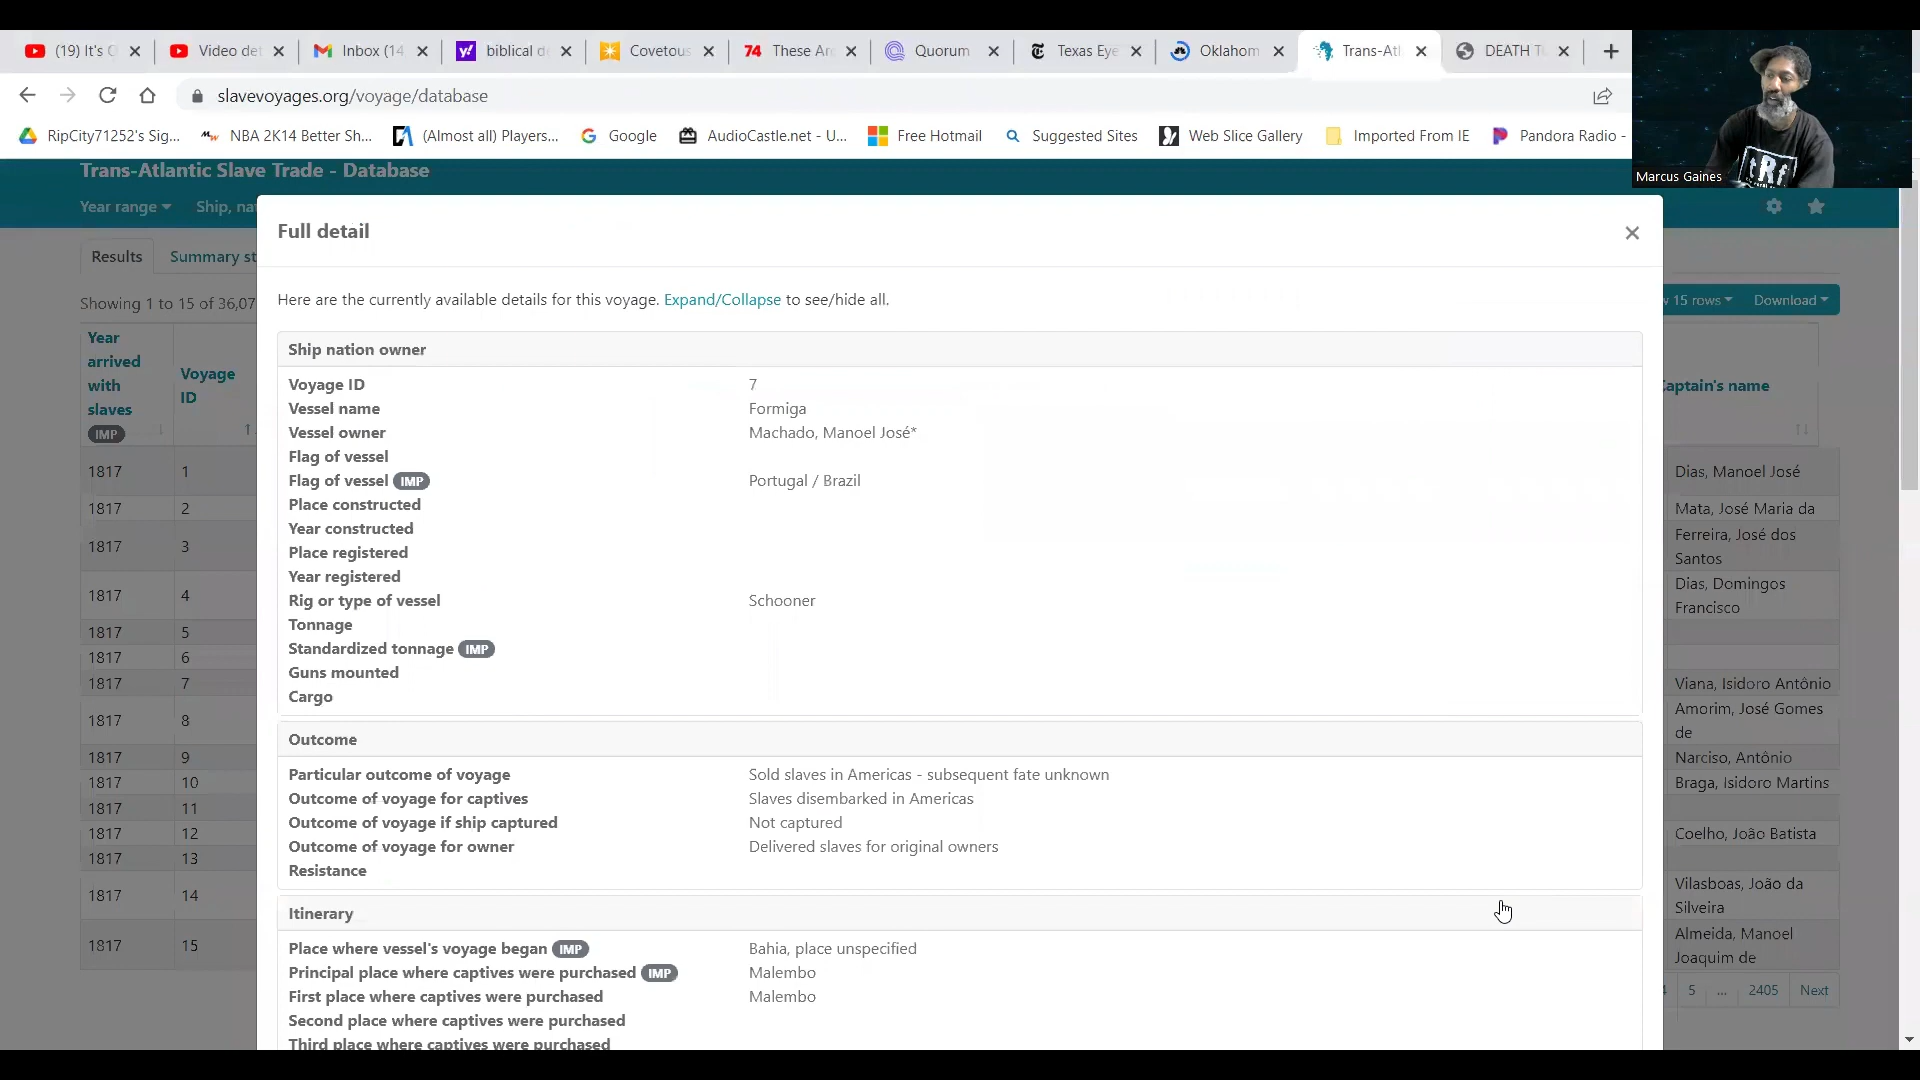 (19) It's
Video de
Inbox (14
biblical d
Covetous
These Ar
Quorum
Texas Eye
Oklahom
Trans-Atl
DEATH T
slavevoyages.org/voyage/database
RipCity71252's Sig...
NBA 2K14 Better Sh...
(Almost all) Players...
Google
AudioCastle.net - U...
Free Hotmail
Suggested Sites
Web Slice Gallery
Imported From IE
Pandora Radio -
tRf
Marcus Gaines
Trans-Atlantic Slave Trade - Database
Year range
Ship, na
Results
Summary st
Showing 1 to 15 of 36,07
15 rows
Download
Year arrived with slaves IMP
Voyage ID
Captain's name
1817 1 Dias, Manoel José
1817 2 Mata, José Maria da
1817 3 Ferreira, José dos Santos
1817 4 Dias, Domingos Francisco
1817 5
1817 6
1817 7 Viana, Isidoro Antônio
1817 8 Amorim, José Gomes de
1817 9 Narciso, Antônio
1817 10 Braga, Isidoro Martins
1817 11
1817 12 Coelho, João Batista
1817 13
1817 14 Vilasboas, João da Silveira
1817 15 Almeida, Manoel Joaquim de
5 ... 2405 Next
Full detail
Here are the currently available details for this voyage. Expand/Collapse to see/hide all.
Ship nation owner
Voyage ID 7
Vessel name Formiga
Vessel owner Machado, Manoel José*
Flag of vessel
Flag of vessel IMP Portugal / Brazil
Place constructed
Year constructed
Place registered
Year registered
Rig or type of vessel Schooner
Tonnage
Standardized tonnage IMP
Guns mounted
Cargo
Outcome
Particular outcome of voyage Sold slaves in Americas - subsequent fate unknown
Outcome of voyage for captives Slaves disembarked in Americas
Outcome of voyage if ship captured Not captured
Outcome of voyage for owner Delivered slaves for original owners
Resistance
Itinerary
Place where vessel's voyage began IMP Bahia, place unspecified
Principal place where captives were purchased IMP Malembo
First place where captives were purchased Malembo
Second place where captives were purchased
Third place where captives were purchased